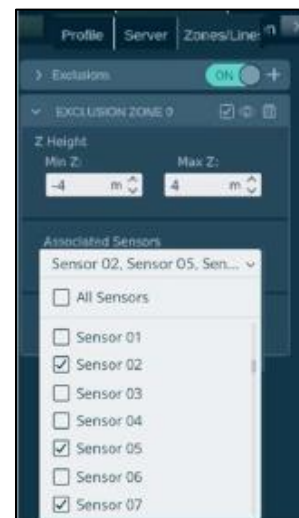 Profile Server Zones/Line
Exclusions ON
EXCLUSION ZONE 0
Z Height
Min Z: Max Z:
-4 m 4 m
Associated Sensors
Sensor 02, Sensor 05, Sen...
All Sensors
Sensor 01
Sensor 02
Sensor 03
Sensor 04
Sensor 05
Sensor 06
Sensor 07